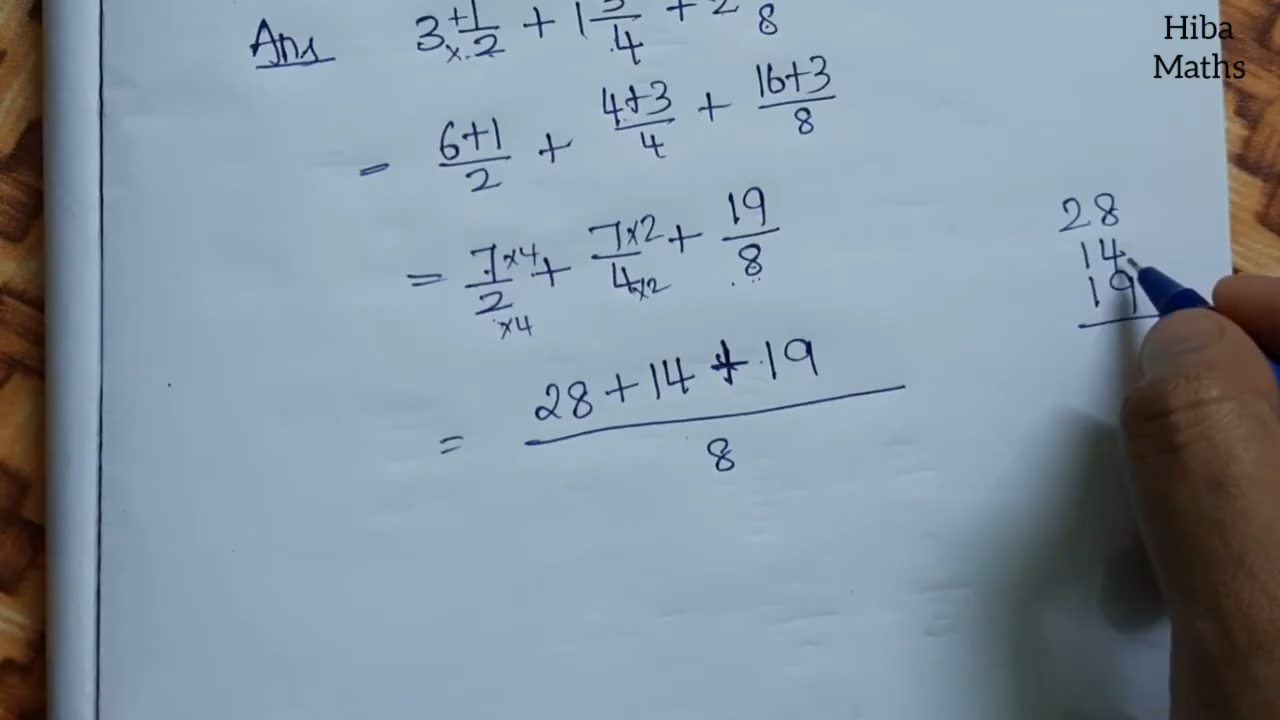 Hiba
Maths
Ans 3 +1/×2 + 1 3/4 + 2 /8
= 6+1/2 + 4+3/4 + 16+3/8
= 7×4/2×4 + 7×2/4×2 + 19/8
28
14
19
= 28+14+19/8